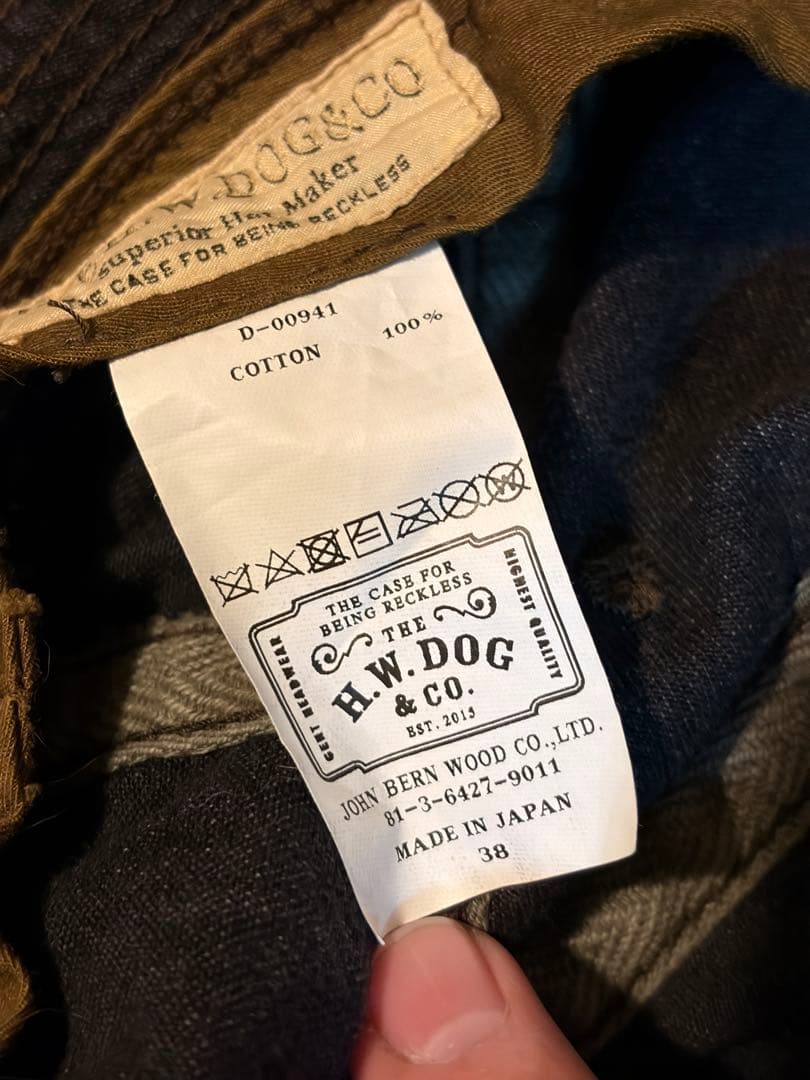 H.W.DOG&CO
Superior Hat Maker
THE CASE FOR BEING RECKLESS
D-00941
COTTON 100%
THE CASE FOR
BEING RECKLESS
THE
H.W. DOG
& CO.
EST. 2015
GENT HEADWEAR
HIGHEST QUALITY
JOHN BERN WOOD CO.,LTD.
81-3-6427-9011
MADE IN JAPAN
38